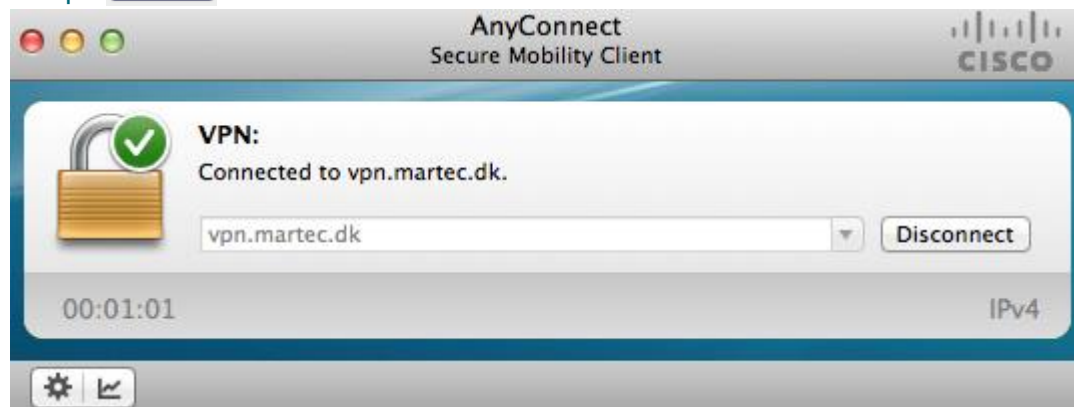 AnyConnect
Secure Mobility Client
CISCO
VPN:
Connected to vpn.martec.dk.
vpn.martec.dk
Disconnect
00:01:01
IPv4